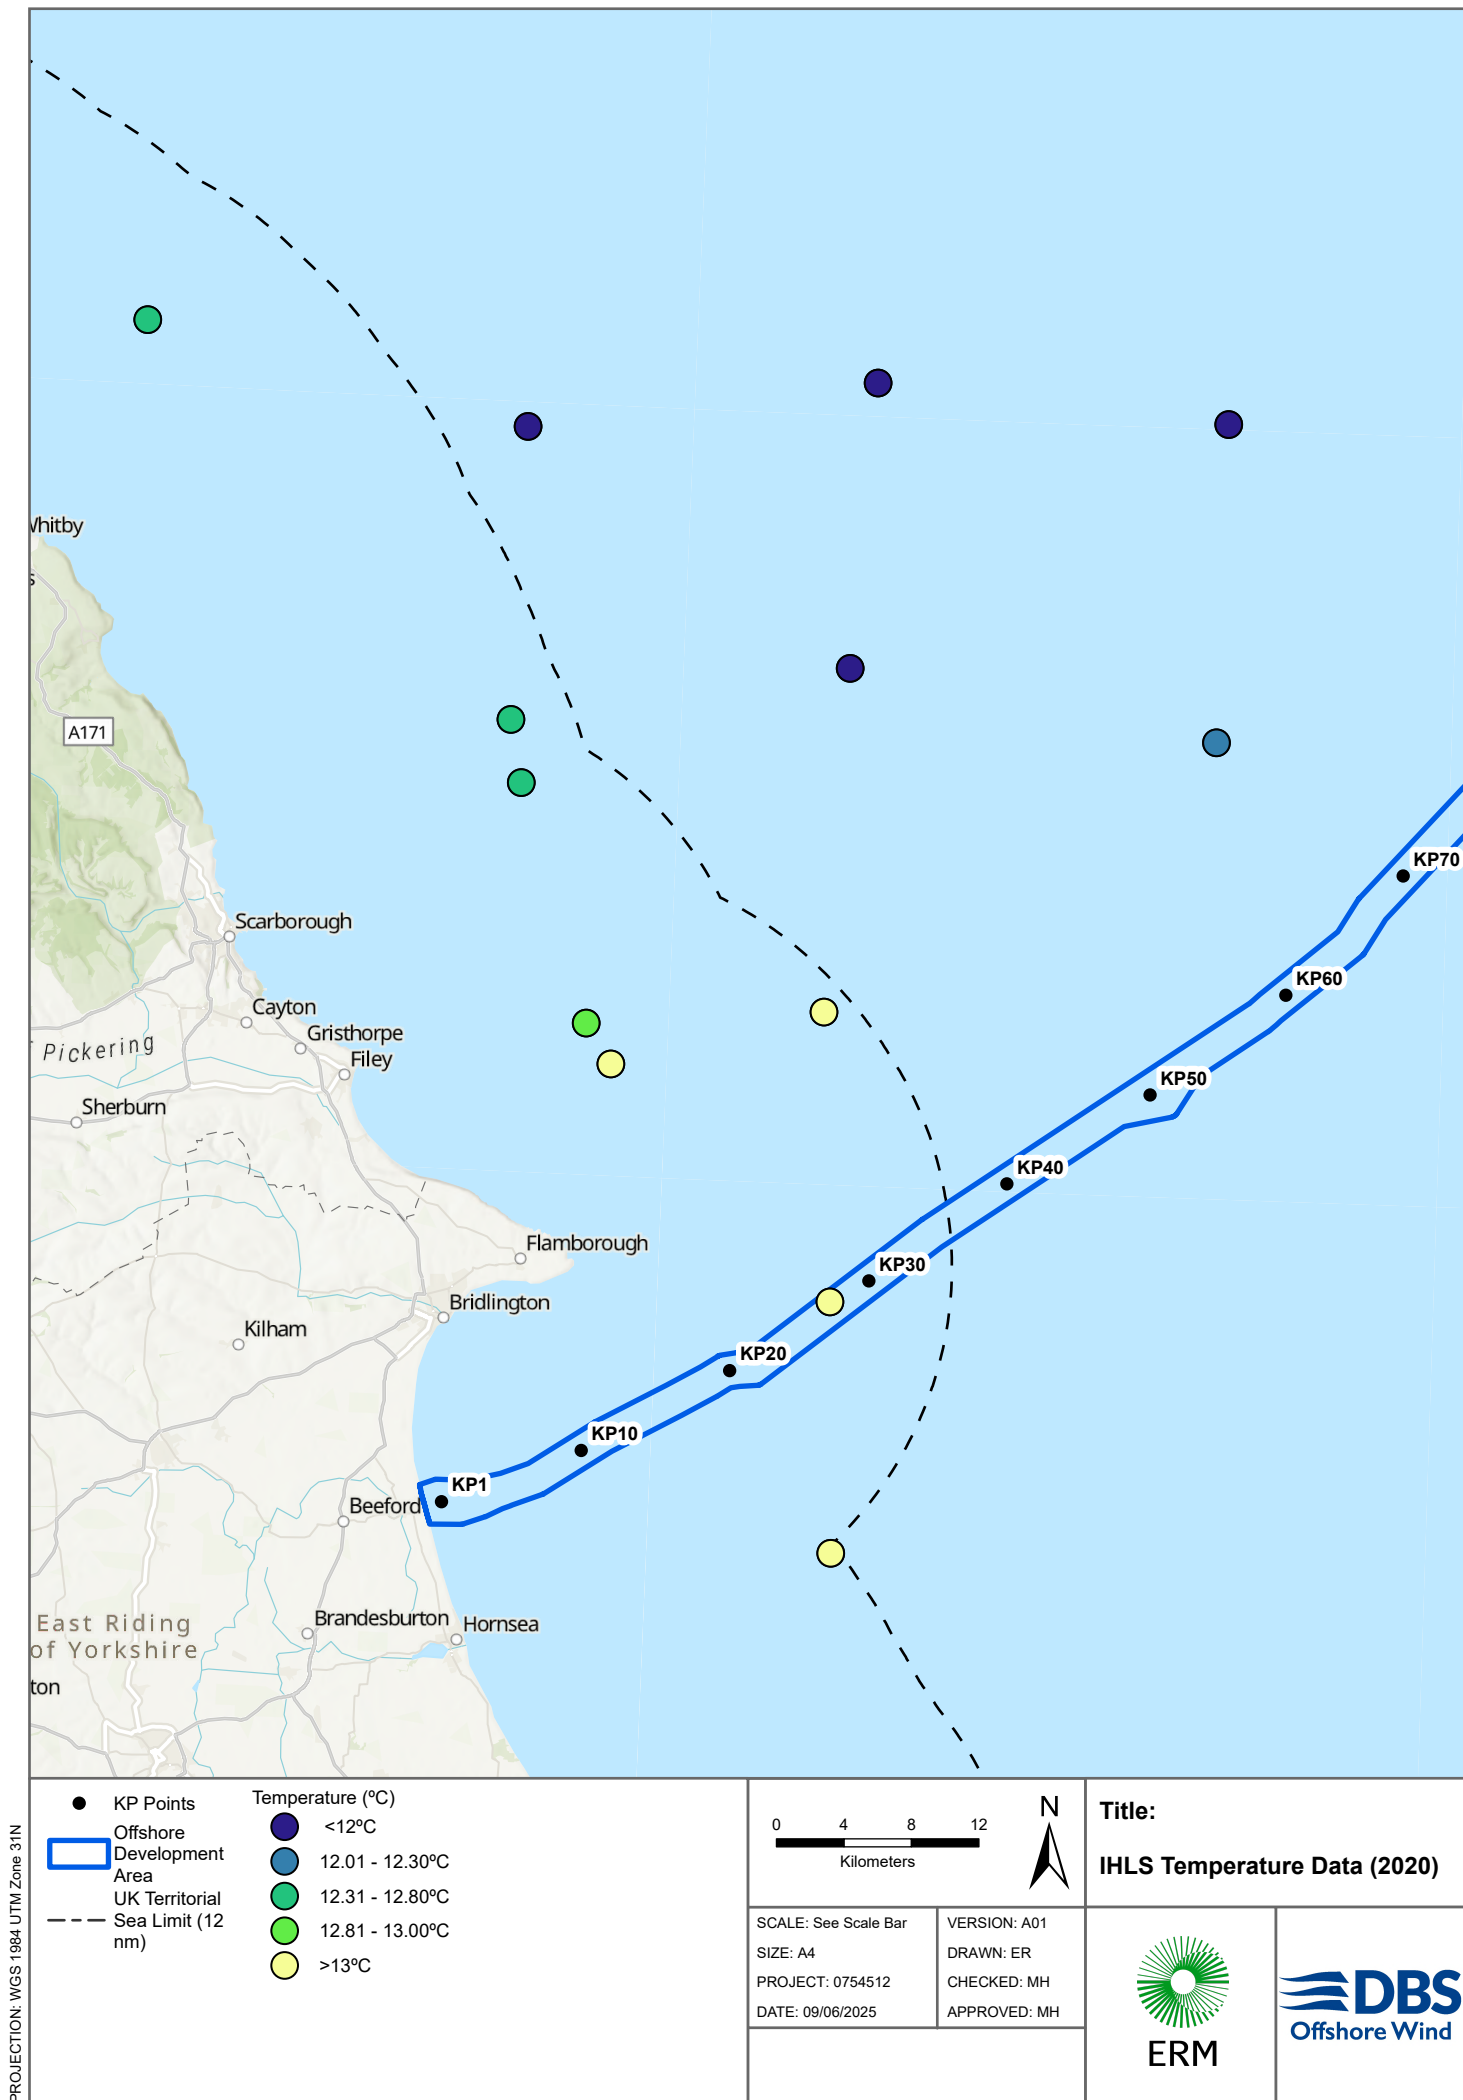 Whitby
s
A171
KP70
Scarborough
KP60
Cayton
Gristhorpe
Pickering
Filey
KP50
Sherburn
KP40
Flamborough
KP30
Bridlington
Kilham
KP20
KP10
KP1
Beeford
Brandesburton
Hornsea
East Riding
of Yorkshire
ton
PROJECTION: WGS 1984 UTM Zone 31N
KP Points
Offshore
Development
Area
UK Territorial
Sea Limit (12
nm)
Temperature (ºC)
<12ºC
12.01 - 12.30ºC
12.31 - 12.80ºC
12.81 - 13.00ºC
>13ºC
0 4 8 12
Kilometers
N
Title:
IHLS Temperature Data (2020)
SCALE: See Scale Bar
SIZE: A4
PROJECT: 0754512
DATE: 09/06/2025
VERSION: A01
DRAWN: ER
CHECKED: MH
APPROVED: MH
ERM
DBS
Offshore Wind